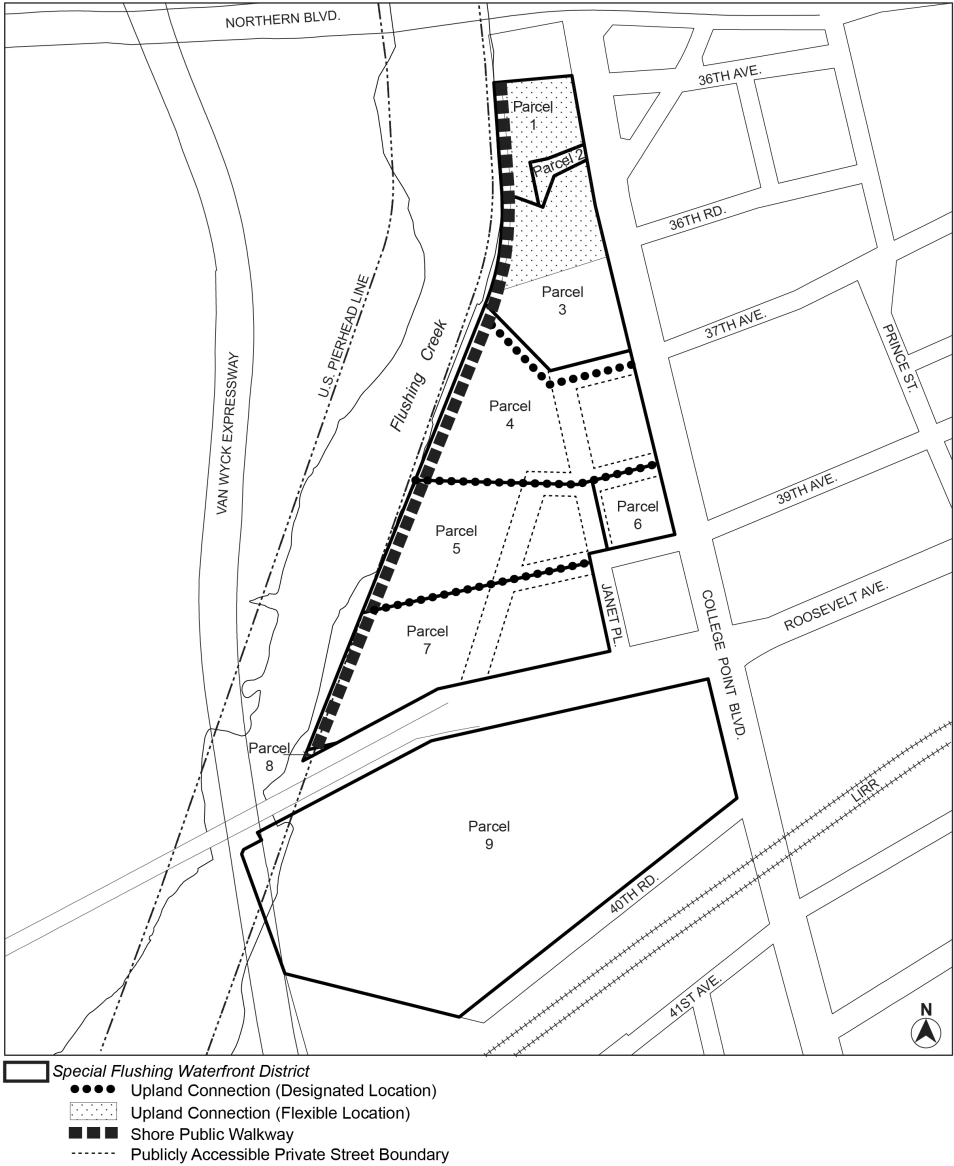 NORTHERN BLVD.
36TH AVE.
Parcel
1
Parcel 2
36TH RD.
Parcel
3
37TH AVE.
PRINCE ST.
U.S. PIERHEAD LINE
Flushing Creek
VAN WYCK EXPRESSWAY
Parcel
4
39TH AVE.
Parcel
5
Parcel
6
JANET PL.
ROOSEVELT AVE.
COLLEGE POINT BLVD.
Parcel
7
Parcel
8
LIRR
Parcel
9
40TH RD.
41ST AVE.
N
Special Flushing Waterfront District
Upland Connection (Designated Location)
Upland Connection (Flexible Location)
Shore Public Walkway
Publicly Accessible Private Street Boundary